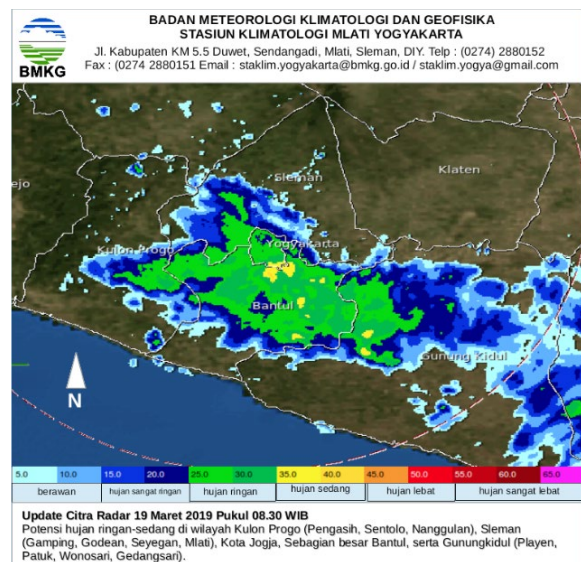 BADAN METEOROLOGI KLIMATOLOGI DAN GEOFISIKA
STASIUN KLIMATOLOGI MLATI YOGYAKARTA
Jl. Kabupaten KM 5.5 Duwet, Sendangadi, Mlati, Sleman, DIY. Telp : (0274) 2880152
Fax : (0274 2880151 Email : staklim.yogyakarta@bmkg.go.id / staklim.yogya@gmail.com
BMKG
Sleman
Klaten
ejo
Kulon Progo
Yogyakarta
Bantul
Gunung Kidul
N
5.0 10.0 15.0 20.0 25.0 30.0 35.0 40.0 45.0 50.0 55.0 60.0 65.0
berawan hujan sangat ringan hujan ringan hujan sedang hujan lebat hujan sangat lebat
Update Citra Radar 19 Maret 2019 Pukul 08.30 WIB
Potensi hujan ringan-sedang di wilayah Kulon Progo (Pengasih, Sentolo, Nanggulan), Sleman
(Gamping, Godean, Seyegan, Mlati), Kota Jogja, Sebagian besar Bantul, serta Gunungkidul (Playen,
Patuk, Wonosari, Gedangsari).